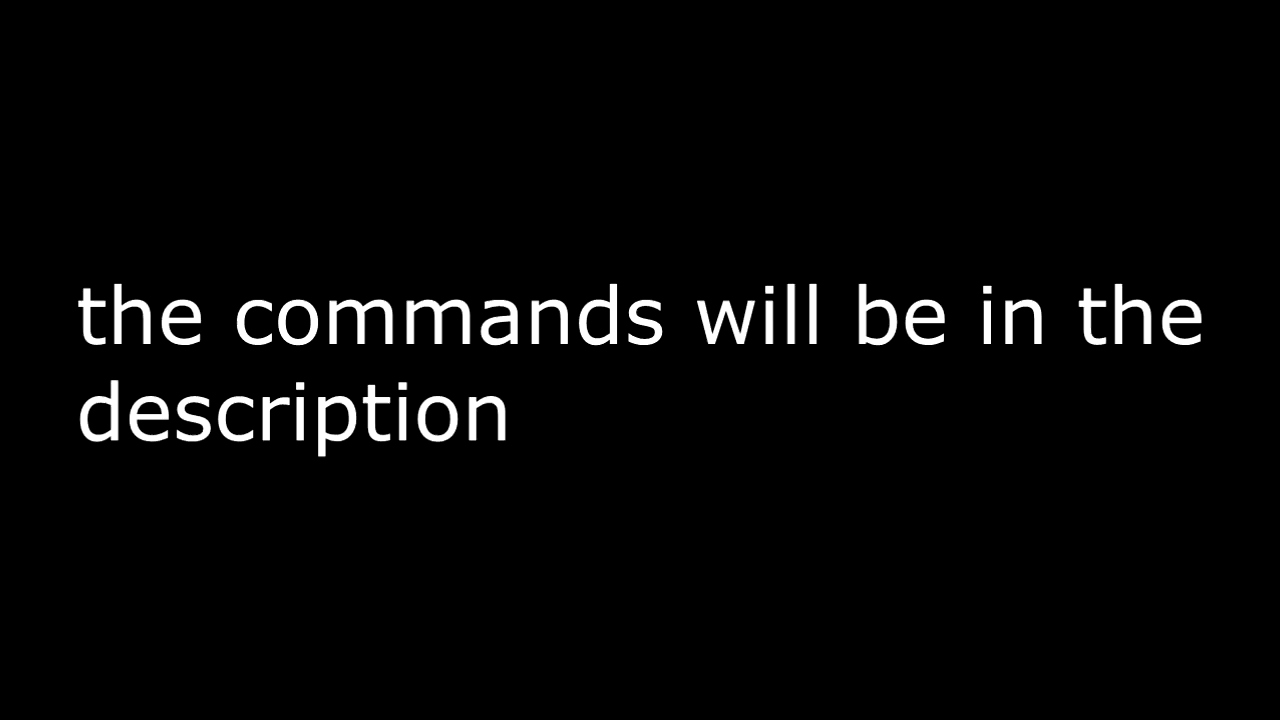 the commands will be in the
description